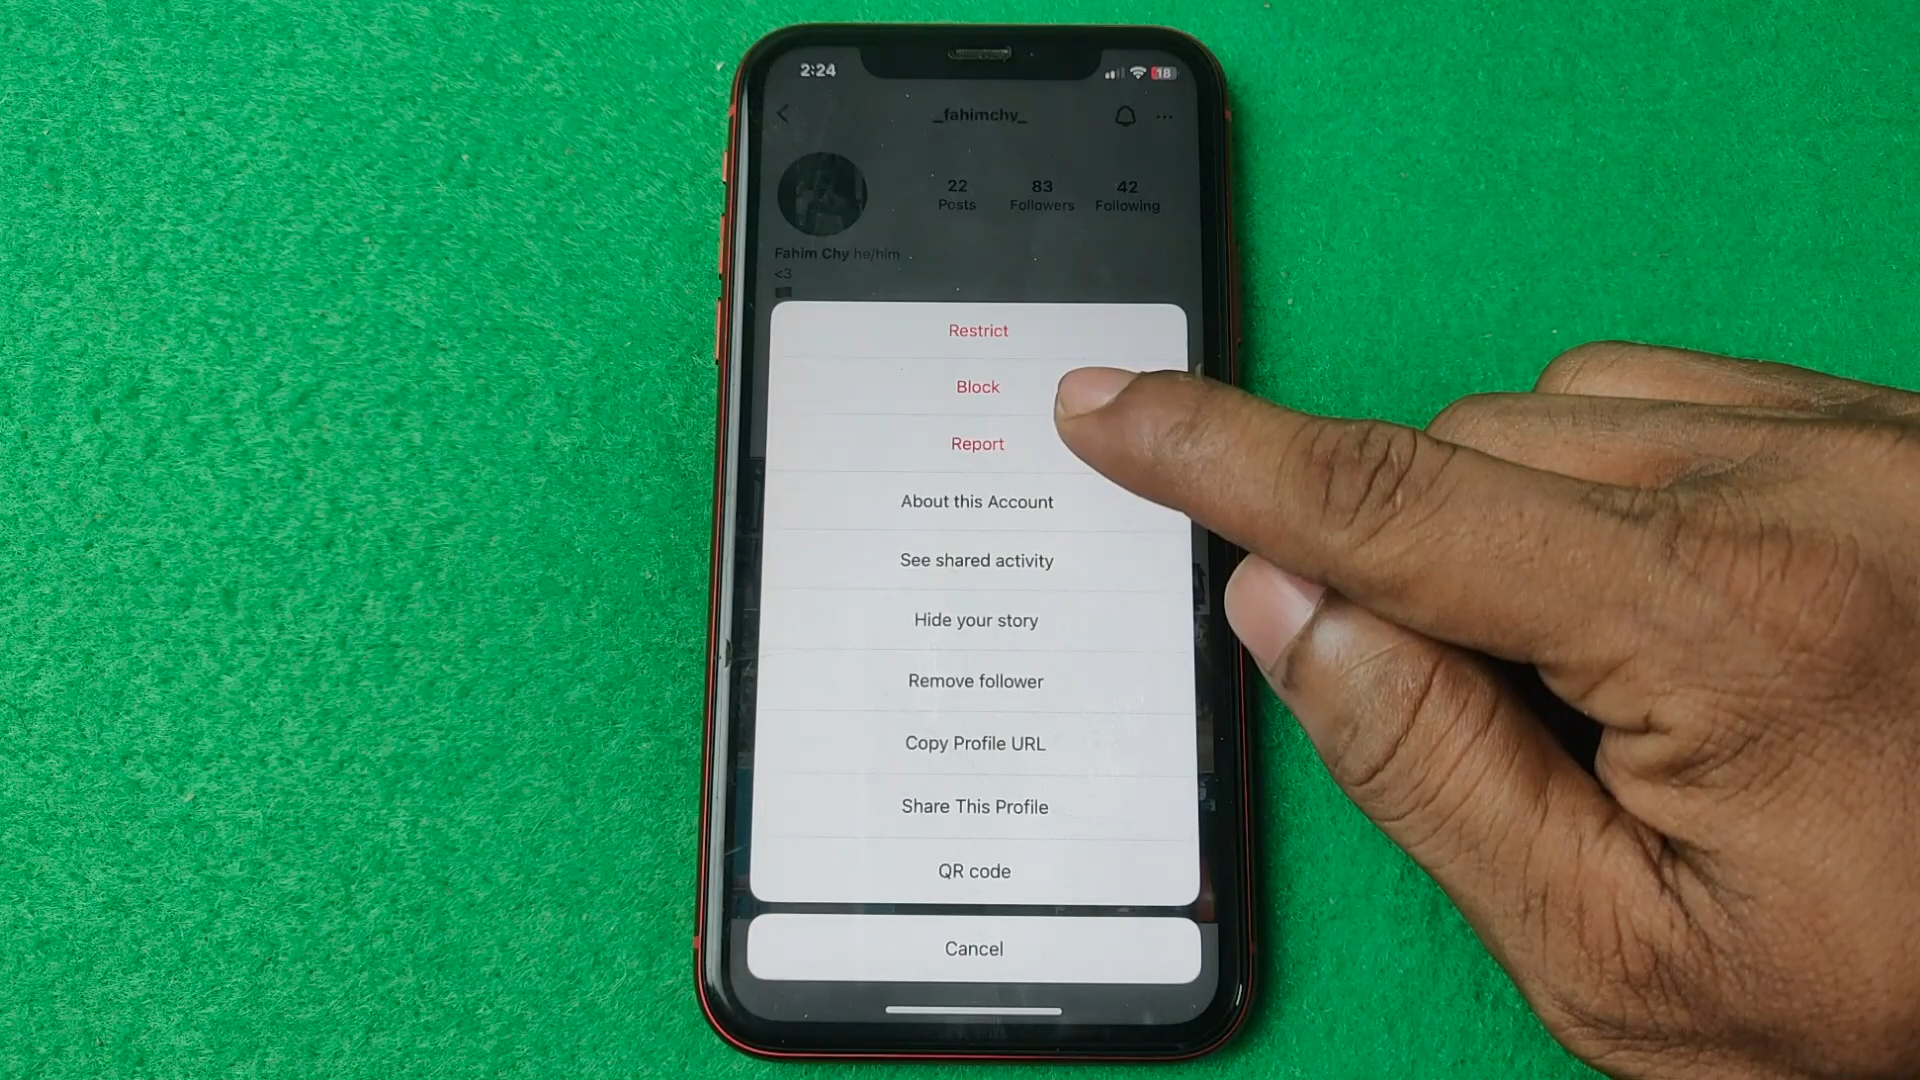 2:24
18
_fahimchy_
22
83
42
Posts
Followers
Following
Fahim Chy he/him
<3
Restrict
Block
Report
About this Account
See shared activity
Hide your story
Remove follower
Copy Profile URL
Share This Profile
QR code
Cancel